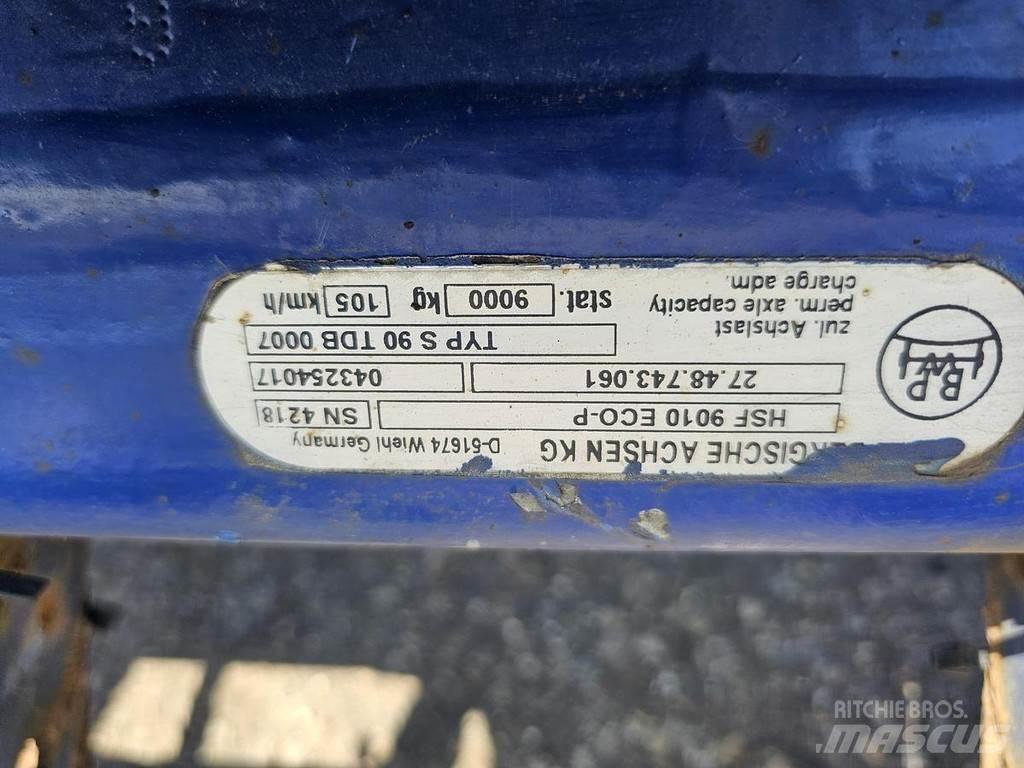 BPW
BERGISCHE ACHSEN KG D-51674 Wiehl Germany
HSF 9010 ECO-P SN 4218
27.48.743.061 043254017
TYP S 90 TDB 0007
zul. Achslast
perm. axle capacity stat. 9000 kg 105 km/h
charge adm.
RITCHIE BROS.
MASCUS